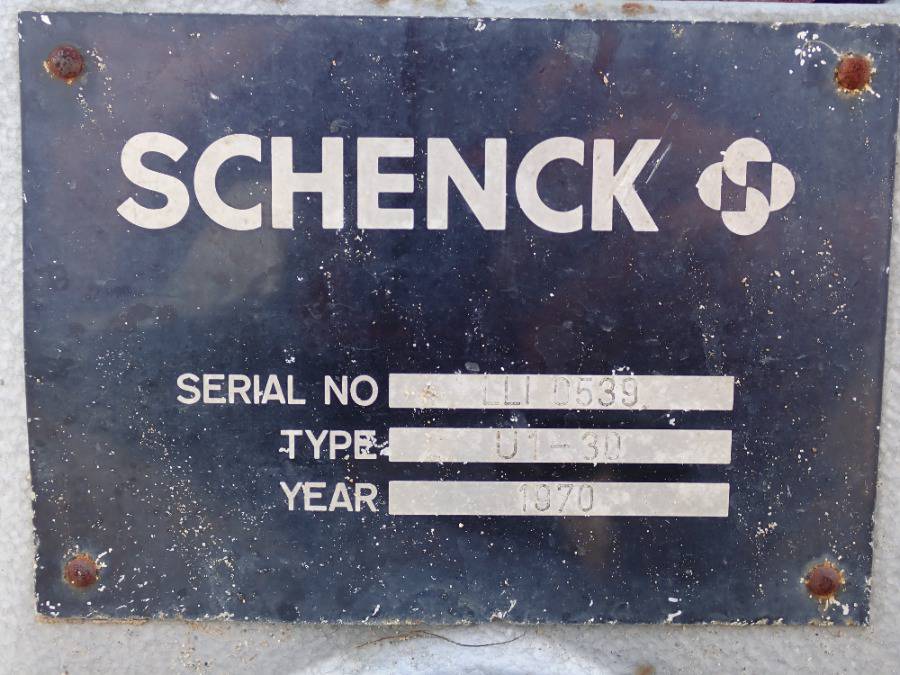 SCHENCK
SERIAL NO LLI 0539
TYPE U1-30
YEAR 1970